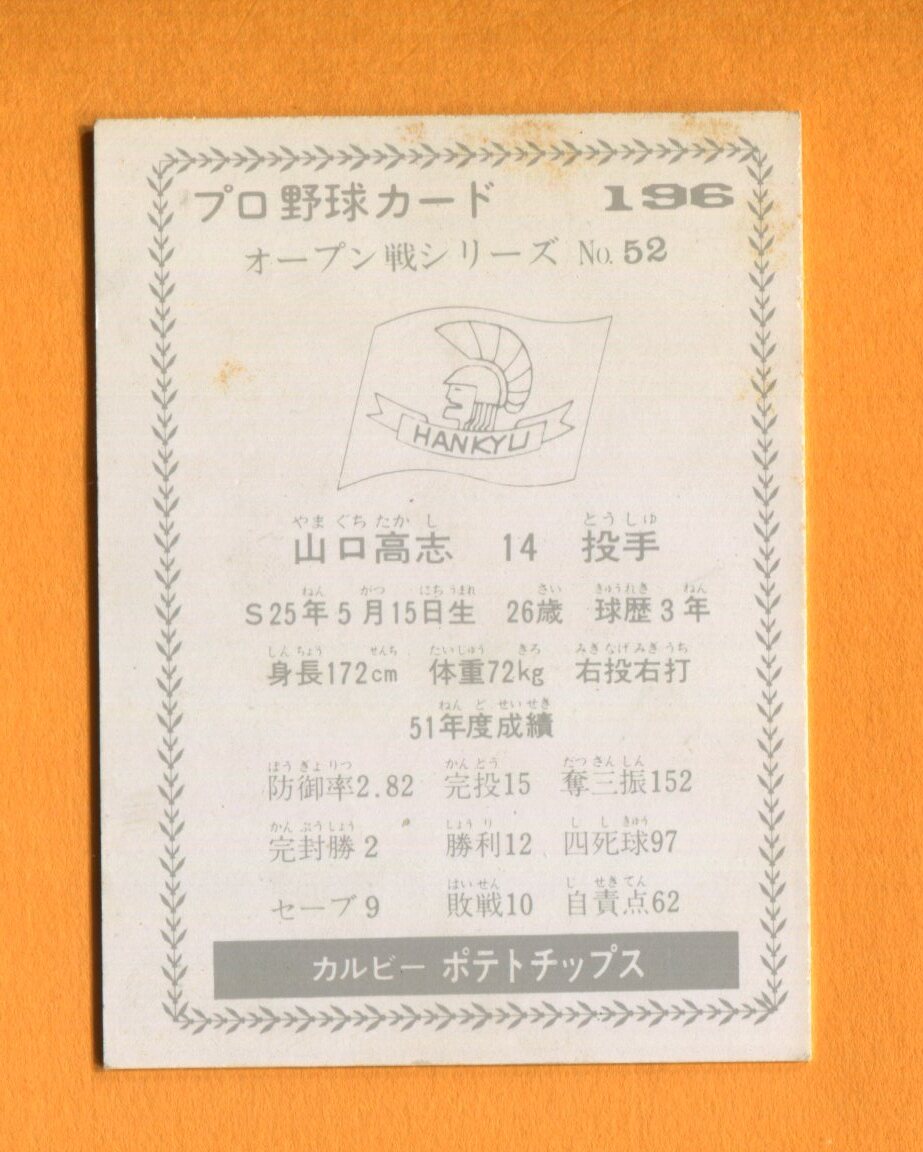 プロ野球カード 196
オープン戦シリーズ No. 52
HANKYU
やまぐちたかし とうしゅ
山口高志 14 投手
ねん がつ にちうまれ さい きゅうれき ねん
S25年5月15日生 26歳 球歴3年
しんちょう せんち たいじゅう きろ みぎなげみぎうち
身長172cm 体重72kg 右投右打
ねんどせいせき
51年度成績
ぼうぎょりつ かんとう だつさんしん
防御率2.82 完投15 奪三振152
かんぷうしょう しょうり ししきゅう
完封勝2 勝利12 四死球97
はいせん じせきてん
セーブ9 敗戦10 自責点62
カルビー ポテトチップス